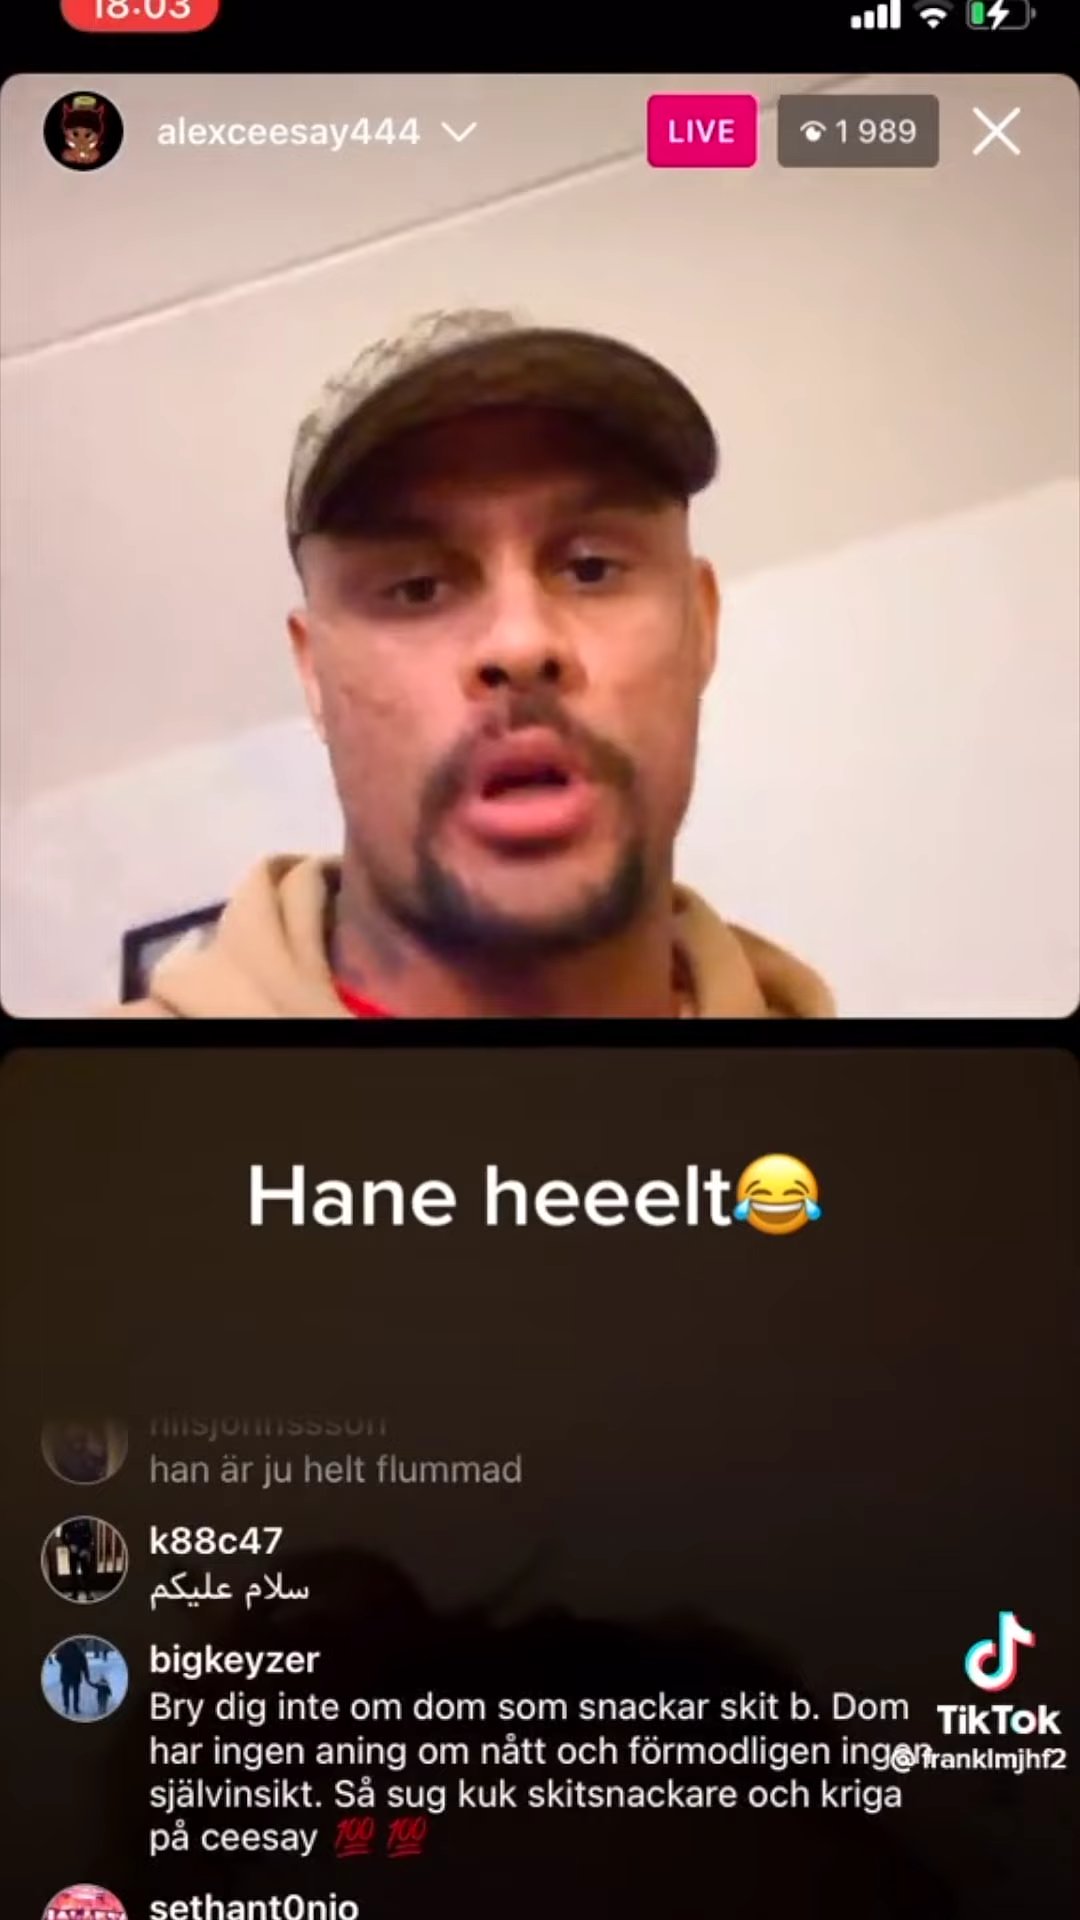 18:03
alexceesay444
LIVE
1 989
Hane heeelt😂
nilsjohnssson
han är ju helt flummad
k88c47
سلام عليكم
bigkeyzer
Bry dig inte om dom som snackar skit b. Dom
har ingen aning om nått och förmodligen ingen
självinsikt. Så sug kuk skitsnackare och kriga
på ceesay 💯 💯
TikTok
@franklmjhf2
sethant0nio